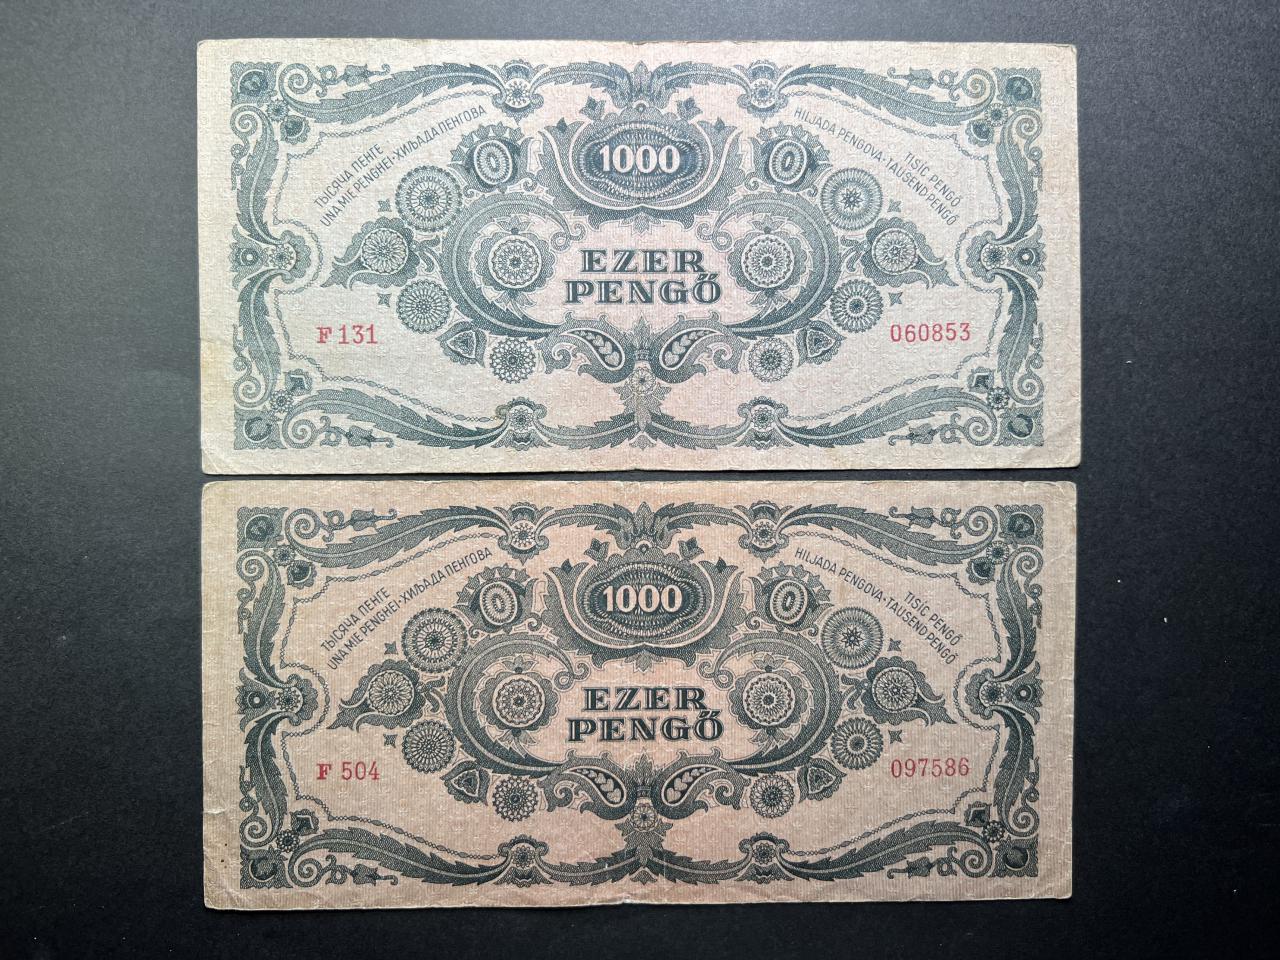 ТЫСЯЧА ПЕНГЕ
UNA MIE PENGHEI·ХИЉАДА ПЕНГОВА
1000
HILJADA PENGOVA·TAUSEND PENGŐ
TISÍC PENGŐ
EZER
PENGŐ
F 131
060853
ТЫСЯЧА ПЕНГЕ
UNA MIE PENGHEI·ХИЉАДА ПЕНГОВА
1000
HILJADA PENGOVA·TAUSEND PENGŐ
TISÍC PENGŐ
EZER
PENGŐ
F 504
097586